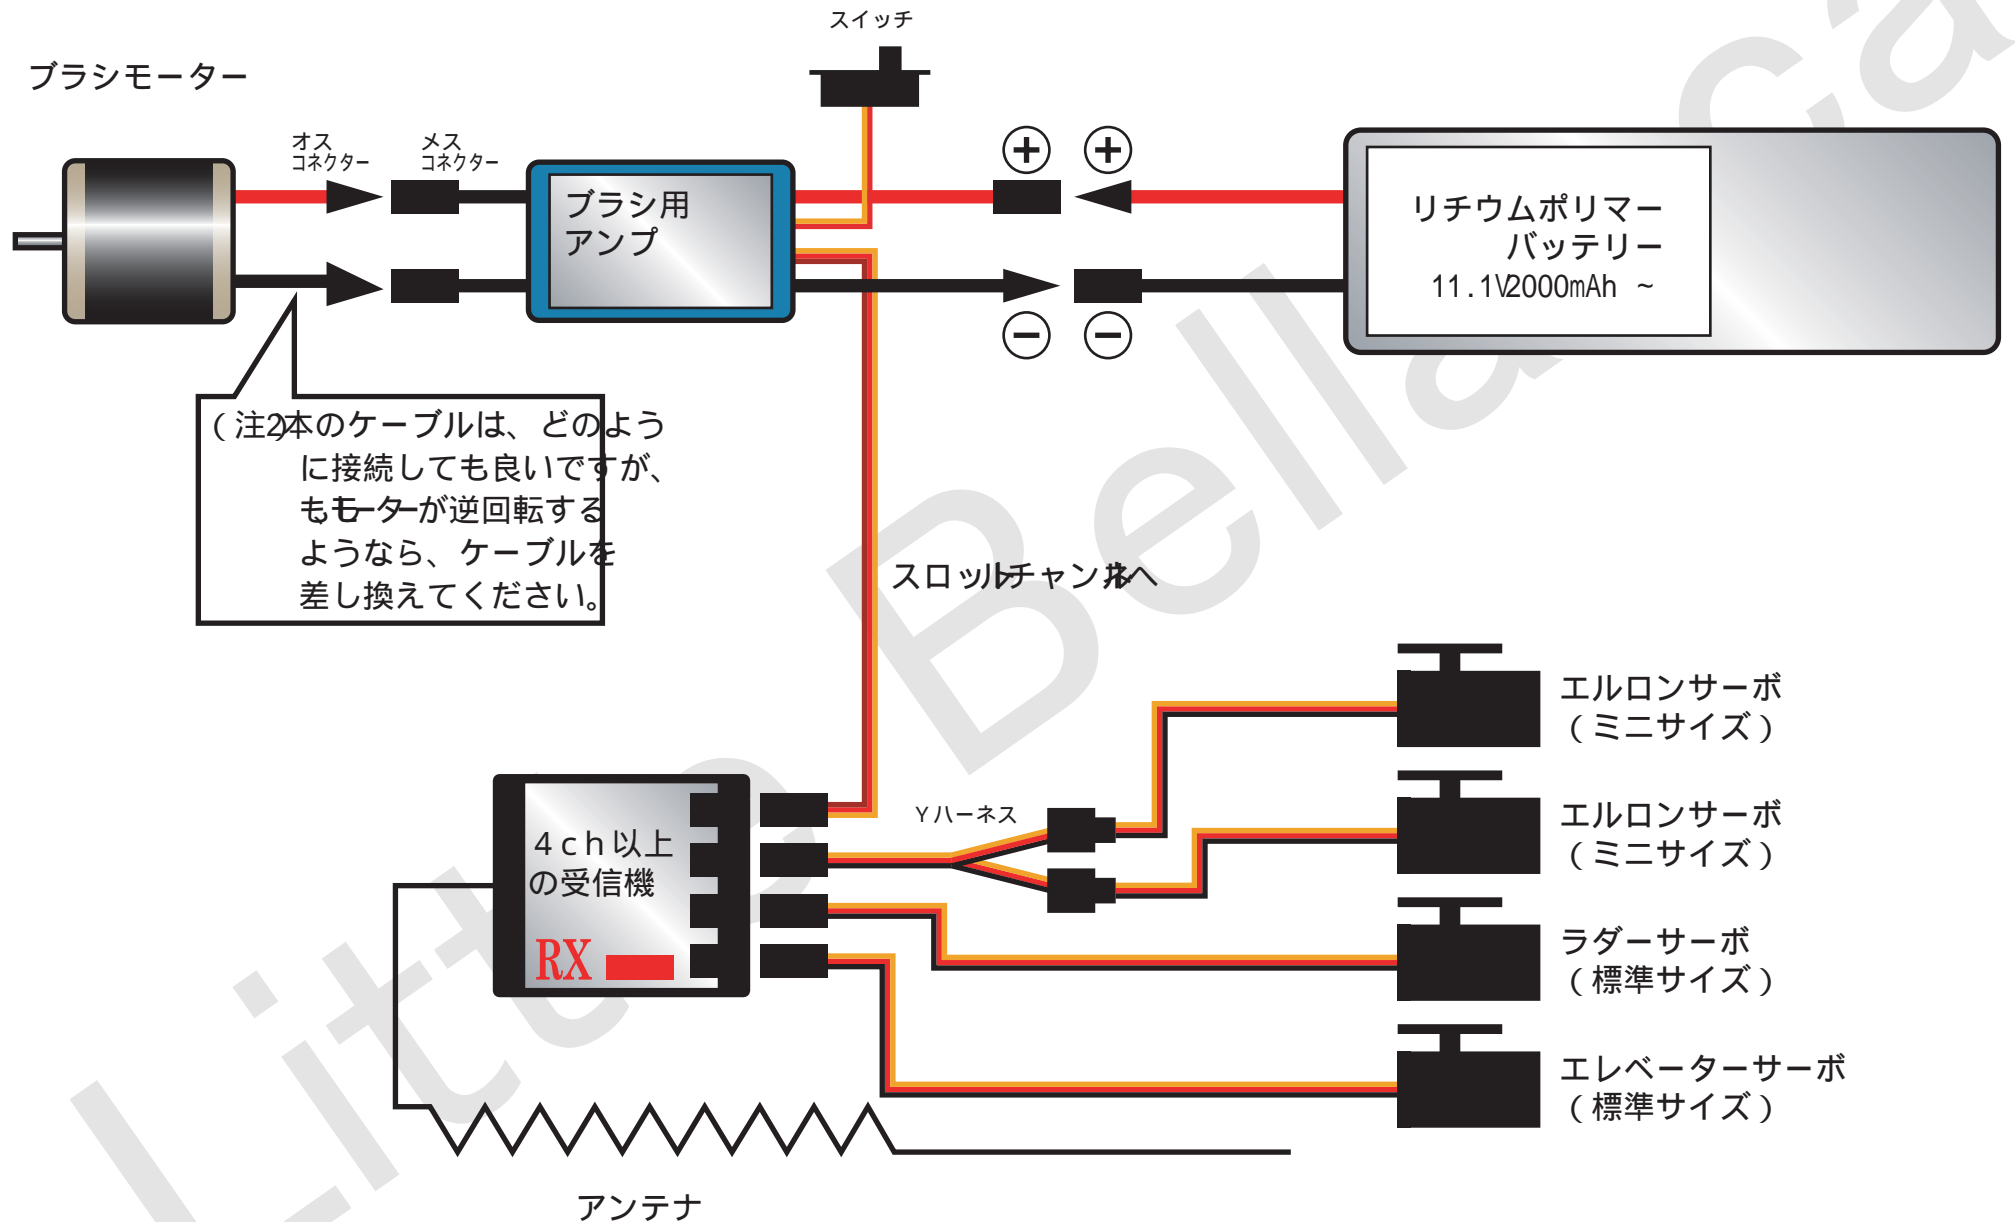 スイッチ
ブラシモーター
オス
コネクター
メス
コネクター
＋
＋
ブラシ用
アンプ
リチウムポリマー
バッテリー
11.1V2000mAh ~
－
－
(注)2本のケーブルは、どのよう
に接続しても良いですが、
もしモーターが逆回転する
ようなら、ケーブルを
差し換えてください。
スロットルチャンネルへ
エルロンサーボ
(ミニサイズ)
Yハーネス
エルロンサーボ
(ミニサイズ)
4ch以上
の受信機
RX
ラダーサーボ
(標準サイズ)
エレベーターサーボ
(標準サイズ)
アンテナ